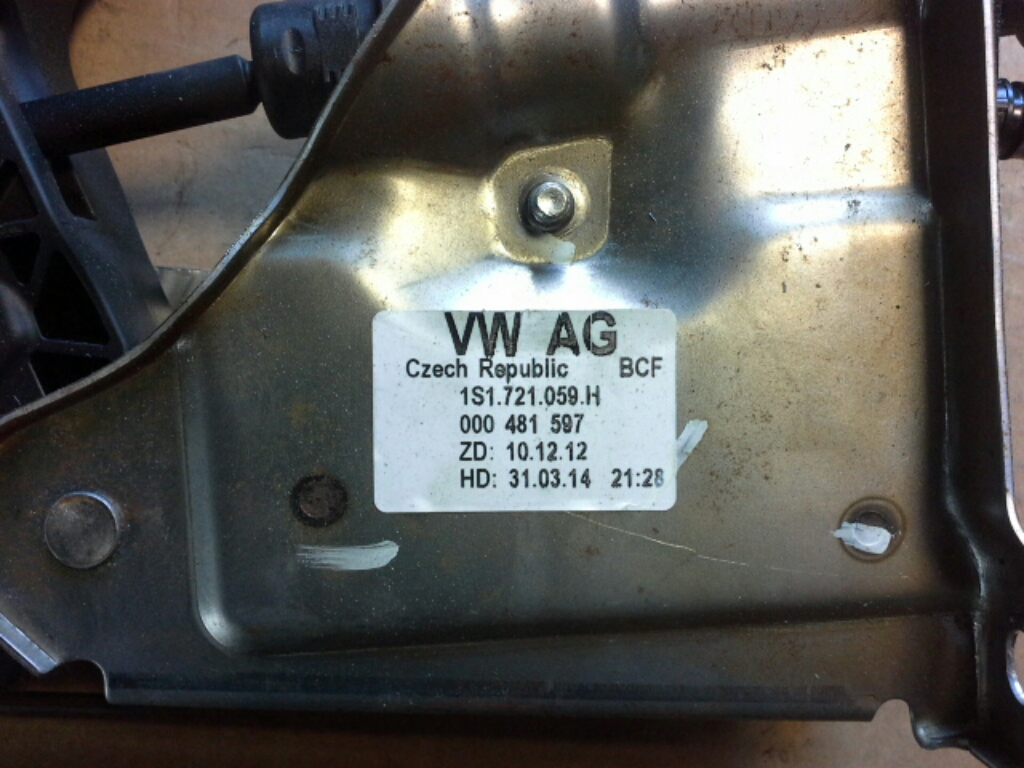 VW AG
Czech Republic BCF
1S1.721.059.H
000 481 597
ZD: 10.12.12
HD: 31.03.14 21:28